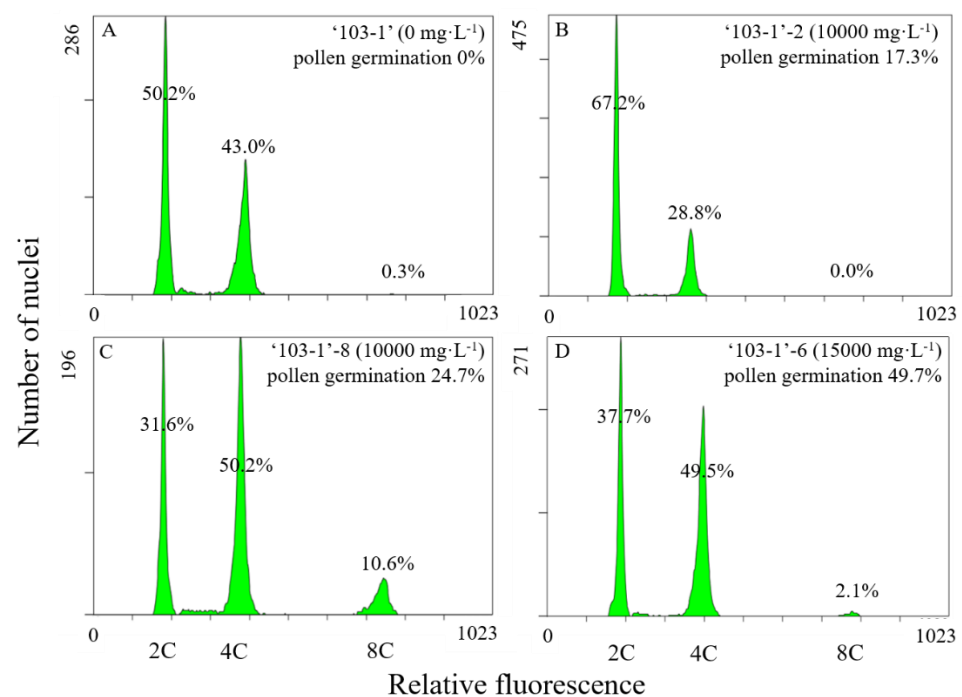 A
'103-1' (0 mg·L⁻¹)
pollen germination 0%
286
50.2%
43.0%
0.3%
0
1023
B
'103-1'-2 (10000 mg·L⁻¹)
pollen germination 17.3%
475
67.2%
28.8%
0.0%
0
1023
Number of nuclei
C
'103-1'-8 (10000 mg·L⁻¹)
pollen germination 24.7%
196
31.6%
50.2%
10.6%
0
1023
2C
4C
8C
D
'103-1'-6 (15000 mg·L⁻¹)
pollen germination 49.7%
271
37.7%
49.5%
2.1%
0
1023
2C
4C
8C
Relative fluorescence